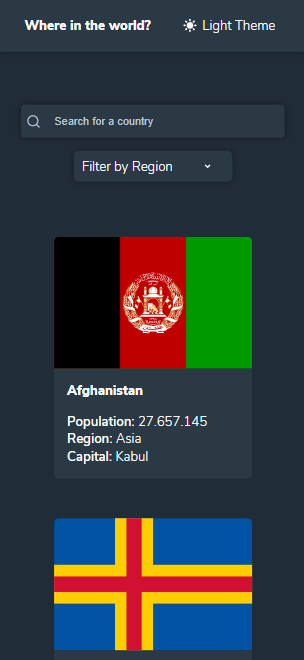 Where in the world?
Light Theme
Search for a country
Filter by Region
Afghanistan
Population: 27.657.145
Region: Asia
Capital: Kabul